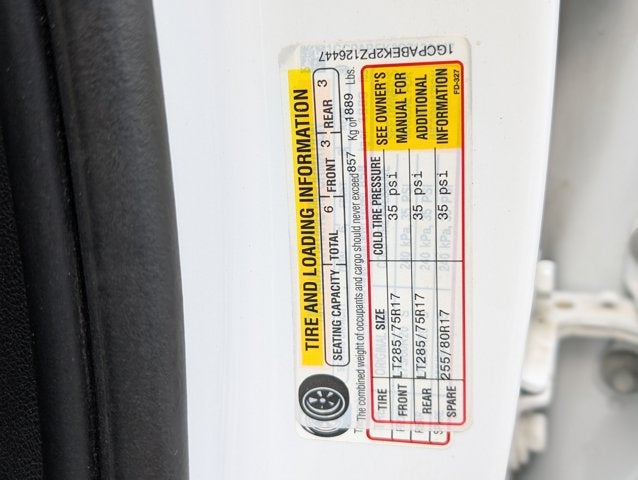 1GCPABEK2PZ126447
TIRE AND LOADING INFORMATION
SEATING CAPACITY TOTAL 6 FRONT 3 REAR 3
The combined weight of occupants and cargo should never exceed 857 Kg or 1889 Lbs.
TIRE SIZE COLD TIRE PRESSURE SEE OWNER'S
FRONT LT285/75R17 35 psi MANUAL FOR
REAR LT285/75R17 35 psi ADDITIONAL
SPARE 255/80R17 35 psi INFORMATION
FD-327